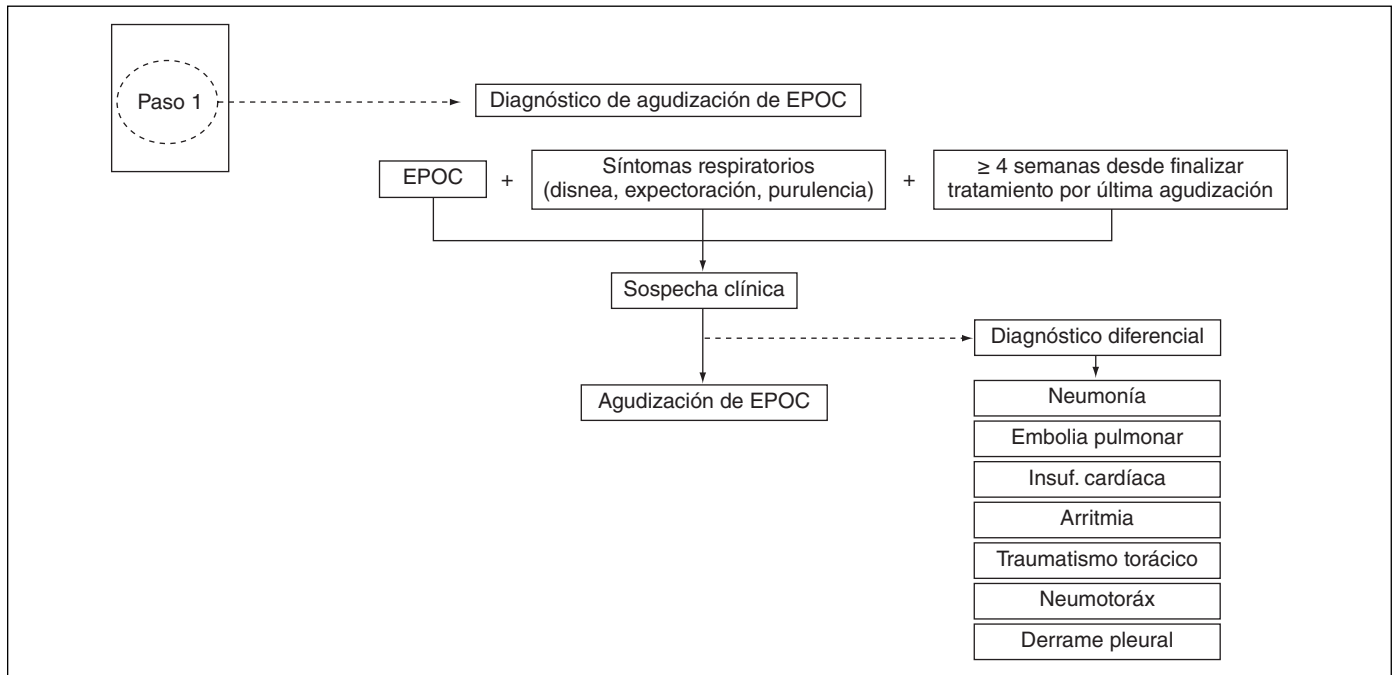 Paso 1
Diagnóstico de agudización de EPOC
EPOC
+
Síntomas respiratorios
(disnea, expectoración, purulencia)
+
≥ 4 semanas desde finalizar
tratamiento por última agudización
Sospecha clínica
Diagnóstico diferencial
Agudización de EPOC
Neumonía
Embolia pulmonar
Insuf. cardíaca
Arritmia
Traumatismo torácico
Neumotoráx
Derrame pleural